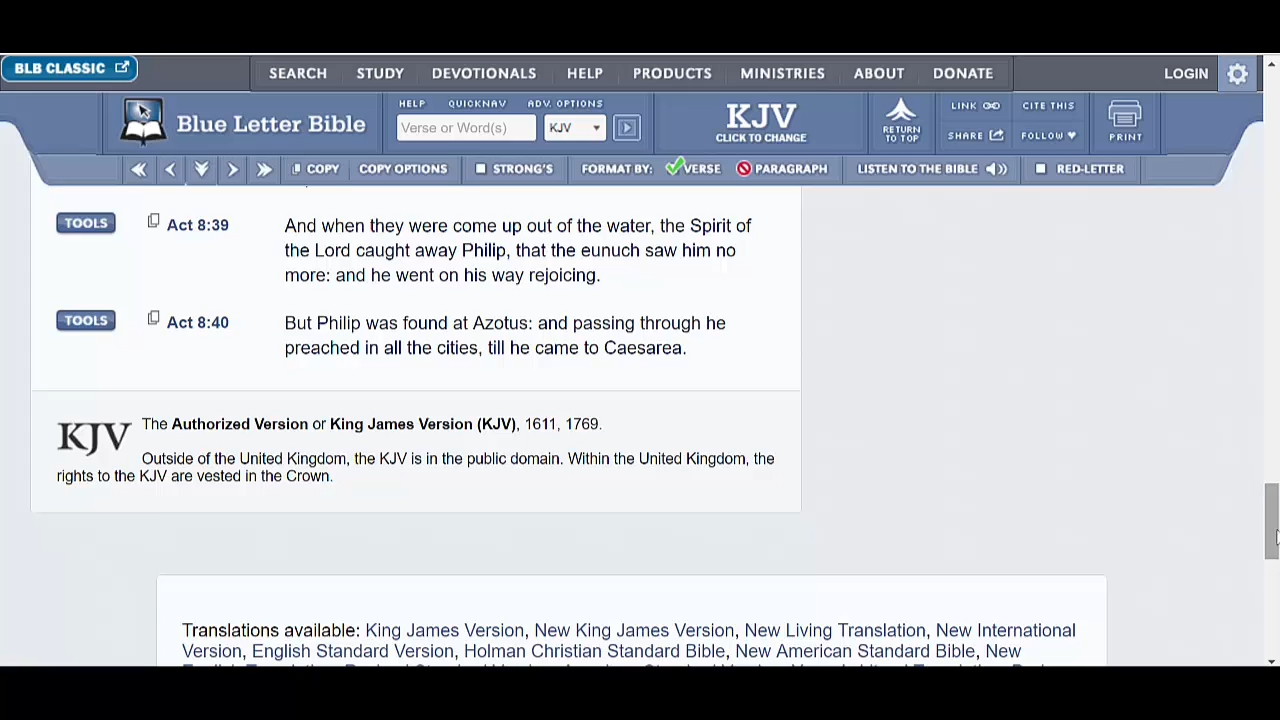 BLB CLASSIC
SEARCH STUDY DEVOTIONALS HELP PRODUCTS MINISTRIES ABOUT DONATE LOGIN
Blue Letter Bible
HELP QUICKNAV ADV. OPTIONS
Verse or Word(s) KJV
KJV
CLICK TO CHANGE
RETURN
TO TOP
LINK CITE THIS
SHARE FOLLOW
PRINT
COPY COPY OPTIONS STRONG'S FORMAT BY: VERSE PARAGRAPH LISTEN TO THE BIBLE RED-LETTER
TOOLS Act 8:39 And when they were come up out of the water, the Spirit of
the Lord caught away Philip, that the eunuch saw him no
more: and he went on his way rejoicing.
TOOLS Act 8:40 But Philip was found at Azotus: and passing through he
preached in all the cities, till he came to Caesarea.
KJV The Authorized Version or King James Version (KJV), 1611, 1769.
Outside of the United Kingdom, the KJV is in the public domain. Within the United Kingdom, the
rights to the KJV are vested in the Crown.
Translations available: King James Version, New King James Version, New Living Translation, New International
Version, English Standard Version, Holman Christian Standard Bible, New American Standard Bible, New